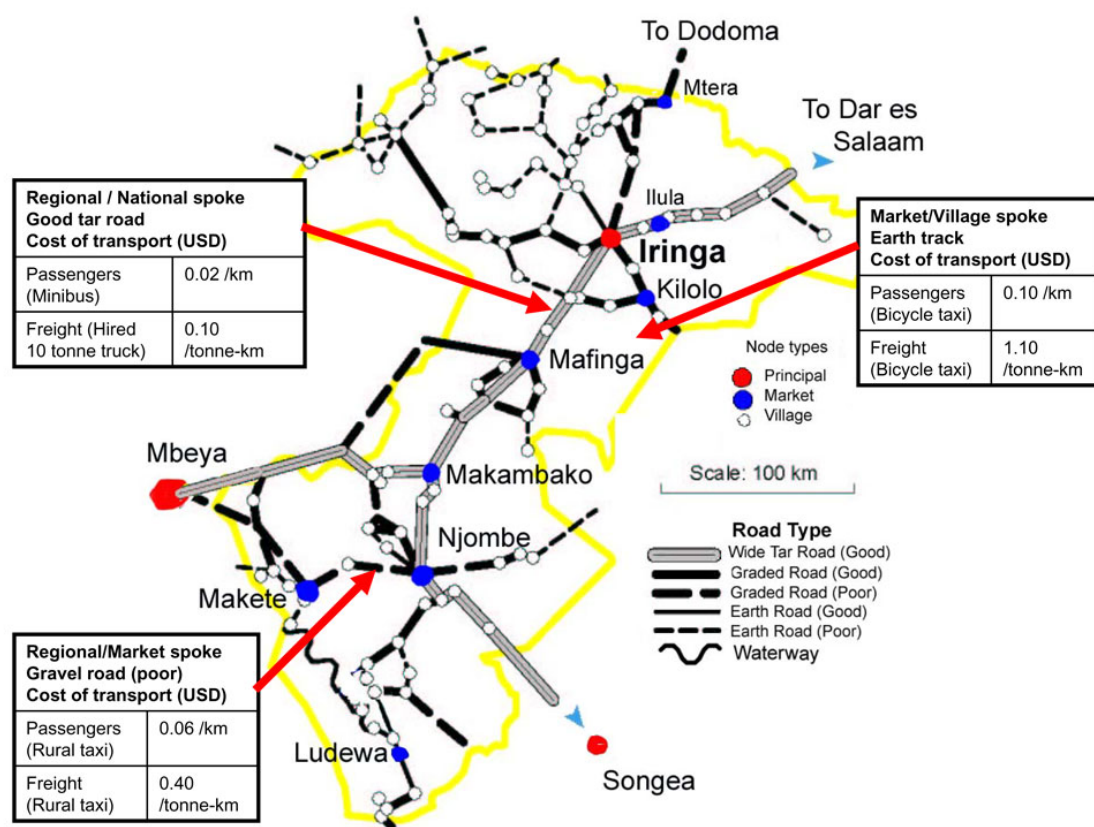 To Dodoma
Mtera
To Dar es
Salaam
Regional / National spoke
Good tar road
Cost of transport (USD)
Passengers
(Minibus)
0.02 /km
Freight (Hired
10 tonne truck)
0.10
/tonne-km
Ilula
Iringa
Kilolo
Market/Village spoke
Earth track
Cost of transport (USD)
Passengers
(Bicycle taxi)
0.10 /km
Freight
(Bicycle taxi)
1.10
/tonne-km
Mafinga
Node types
Principal
Market
Village
Mbeya
Makambako
Scale: 100 km
Njombe
Road Type
Wide Tar Road (Good)
Graded Road (Good)
Graded Road (Poor)
Earth Road (Good)
Earth Road (Poor)
Waterway
Makete
Regional/Market spoke
Gravel road (poor)
Cost of transport (USD)
Passengers
(Rural taxi)
0.06 /km
Freight
(Rural taxi)
0.40
/tonne-km
Ludewa
Songea